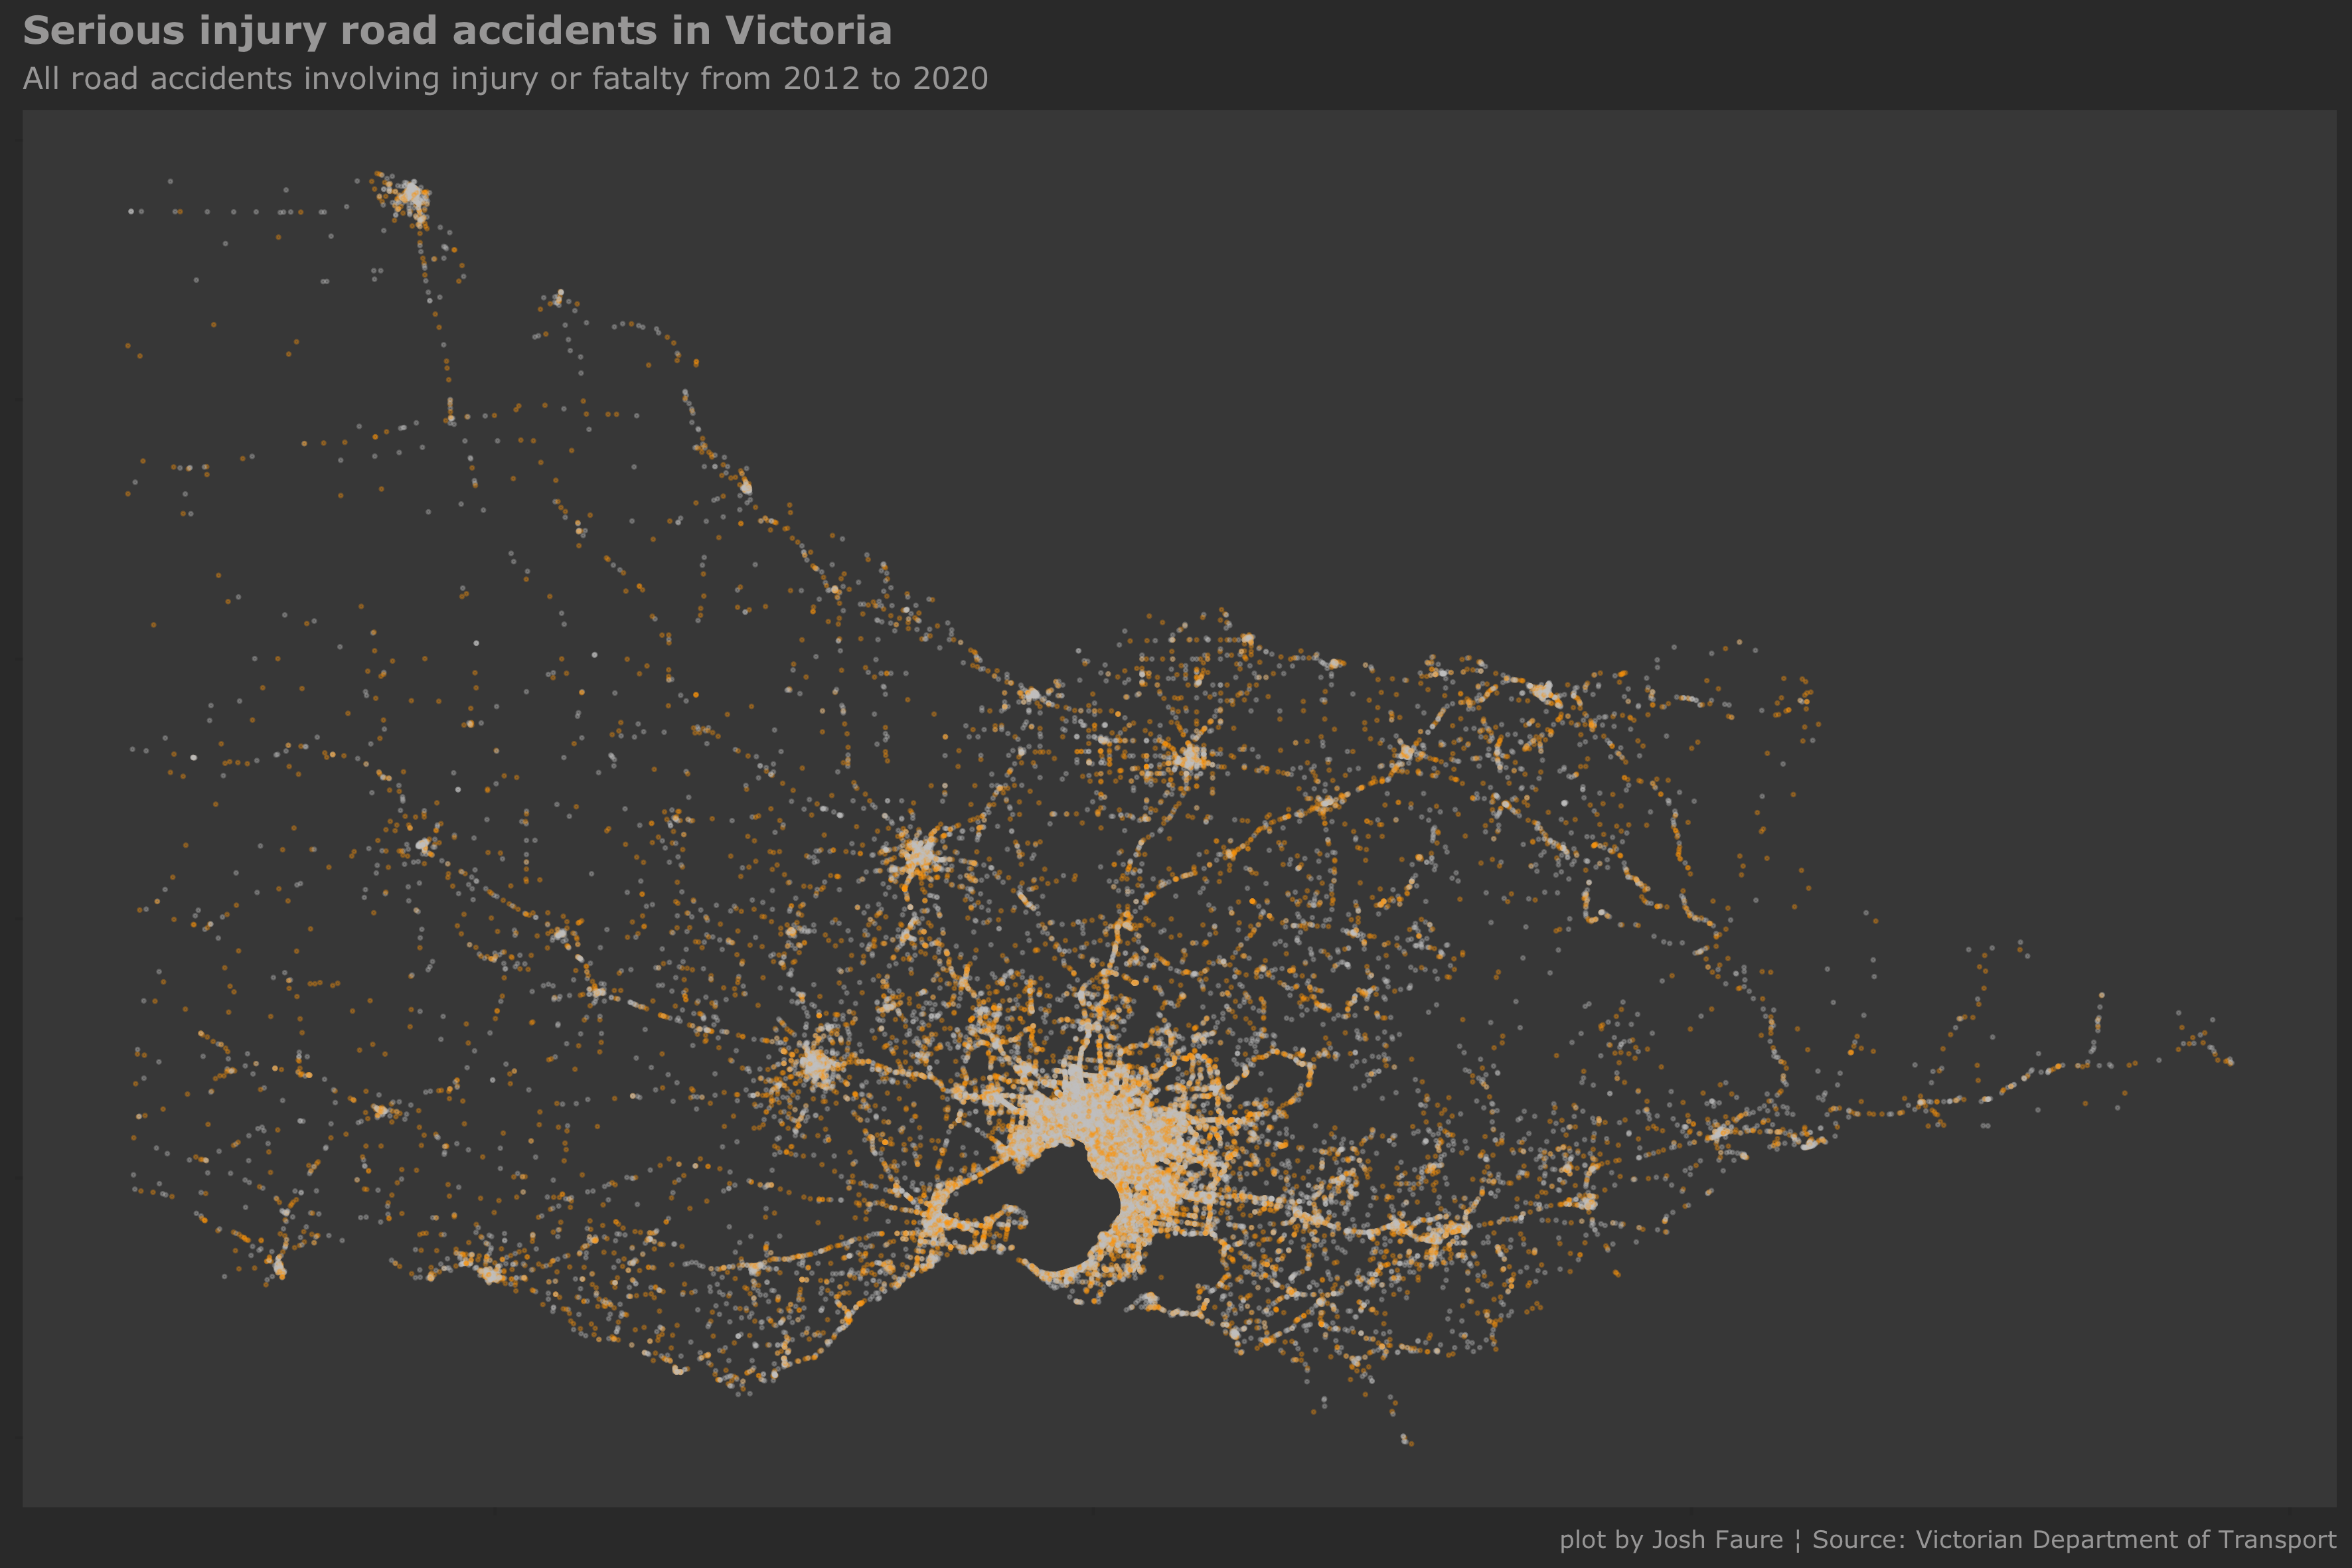 Serious injury road accidents in Victoria
All road accidents involving injury or fatalty from 2012 to 2020
plot by Josh Faure ¦ Source: Victorian Department of Transport